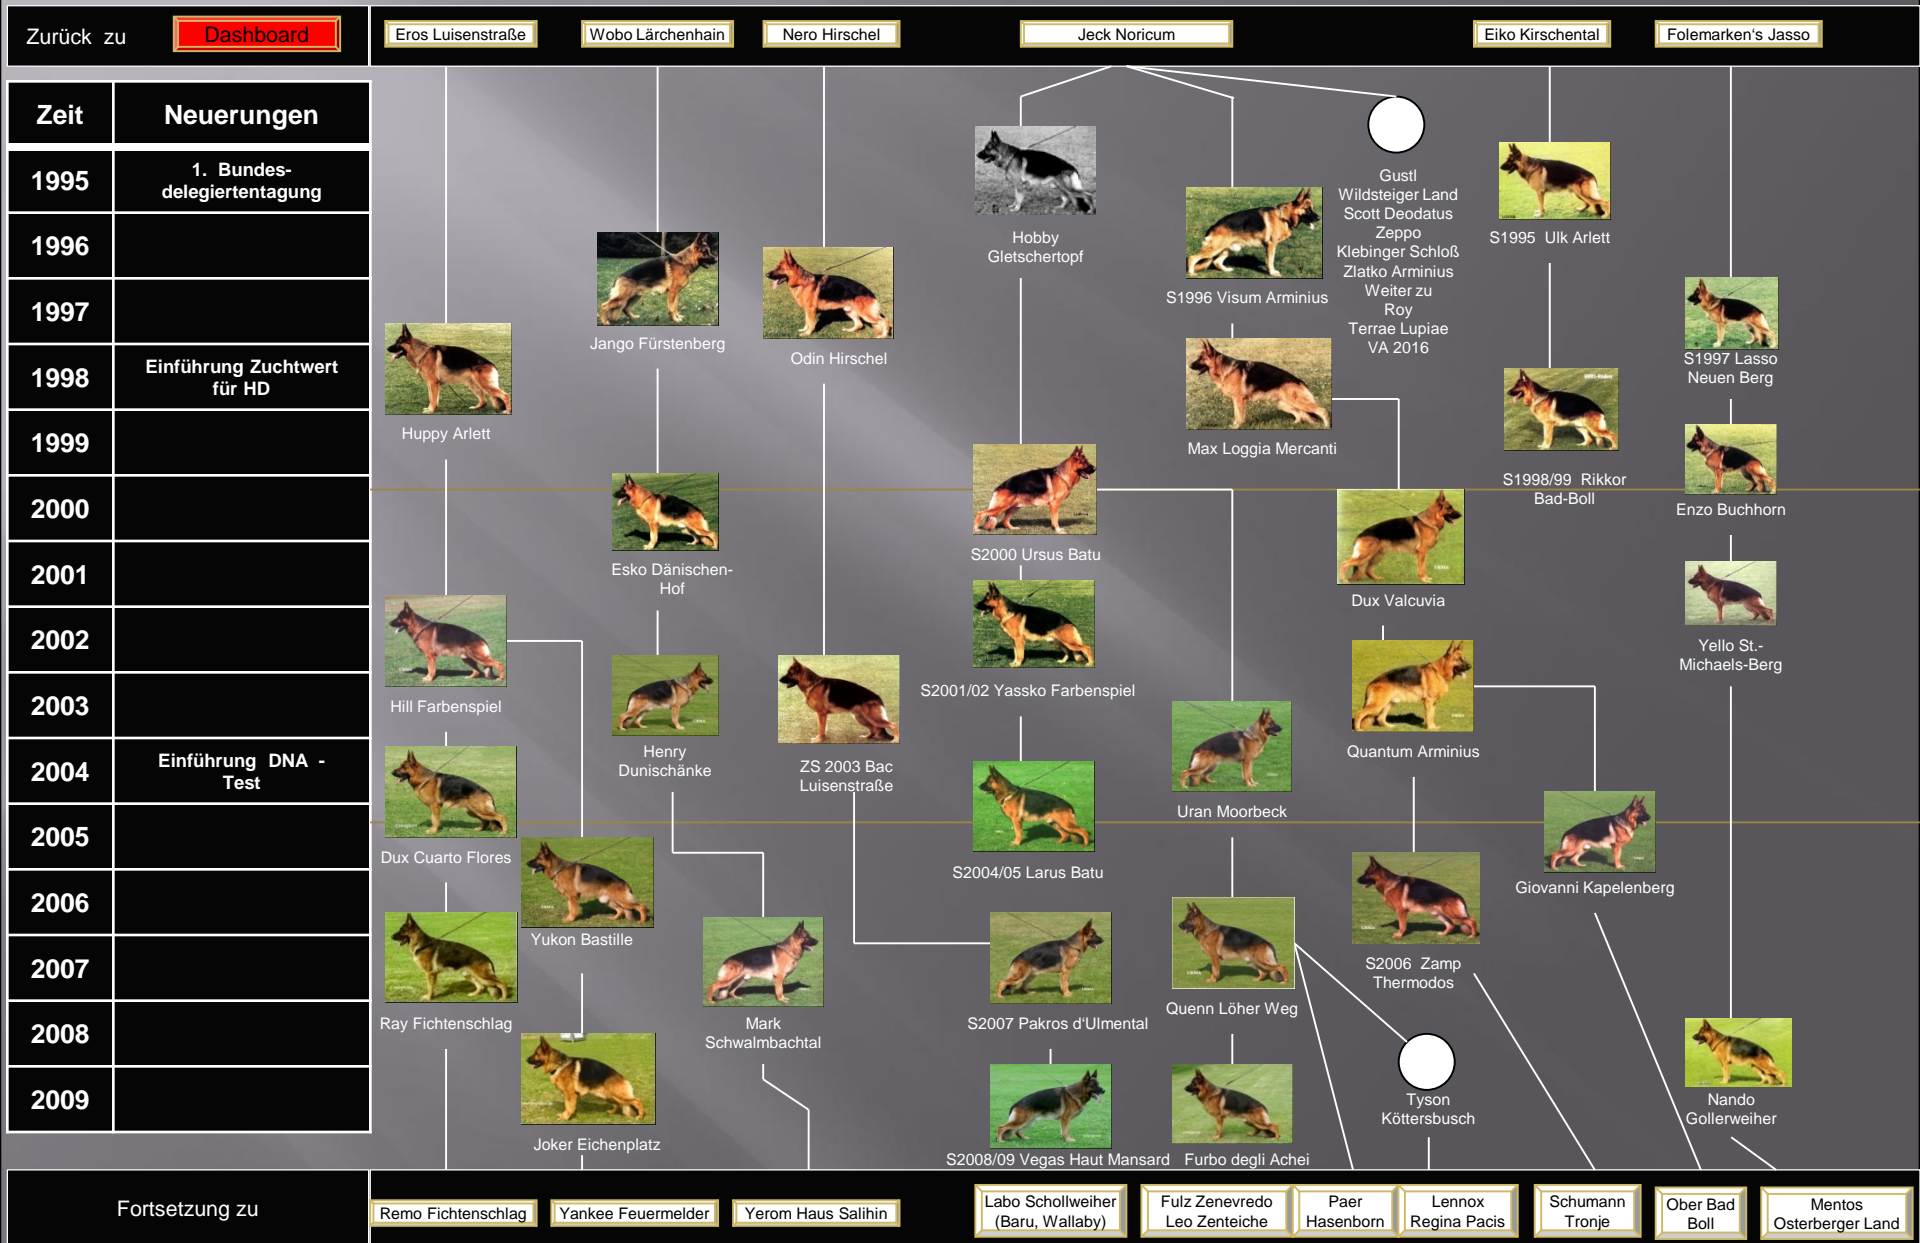 Zurück zu
Dashboard
Eros Luisenstraße
Wobo Lärchenhain
Nero Hirschel
Jeck Noricum
Eiko Kirschental
Folemarken‘s Jasso
Zeit
Neuerungen
1995
1. Bundes-
delegiertentagung
1996
1997
1998
Einführung Zuchtwert
für HD
1999
2000
2001
2002
2003
2004
Einführung DNA -
Test
2005
2006
2007
2008
2009
Huppy Arlett
Hill Farbenspiel
Dux Cuarto Flores
Ray Fichtenschlag
Yukon Bastille
Joker Eichenplatz
Jango Fürstenberg
Esko Dänischen-
Hof
Henry
Dunischänke
Mark
Schwalmbachtal
Odin Hirschel
ZS 2003 Bac
Luisenstraße
Hobby
Gletschertopf
S2000 Ursus Batu
S2001/02 Yassko Farbenspiel
S2004/05 Larus Batu
S2007 Pakros d‘Ulmental
S2008/09 Vegas Haut Mansard
S1996 Visum Arminius
Max Loggia Mercanti
Uran Moorbeck
Quenn Löher Weg
Furbo degli Achei
Gustl
Wildsteiger Land
Scott Deodatus
Zeppo
Klebinger Schloß
Zlatko Arminius
Weiter zu
Roy
Terrae Lupiae
VA 2016
Dux Valcuvia
Quantum Arminius
S2006 Zamp
Thermodos
Tyson
Köttersbusch
S1995 Ulk Arlett
S1998/99 Rikkor
Bad-Boll
Giovanni Kapelenberg
S1997 Lasso
Neuen Berg
Enzo Buchhorn
Yello St.-
Michaels-Berg
Nando
Gollerweiher
Fortsetzung zu
Remo Fichtenschlag
Yankee Feuermelder
Yerom Haus Salihin
Labo Schollweiher
(Baru, Wallaby)
Fulz Zenevredo
Leo Zenteiche
Paer
Hasenborn
Lennox
Regina Pacis
Schumann
Tronje
Ober Bad
Boll
Mentos
Osterberger Land